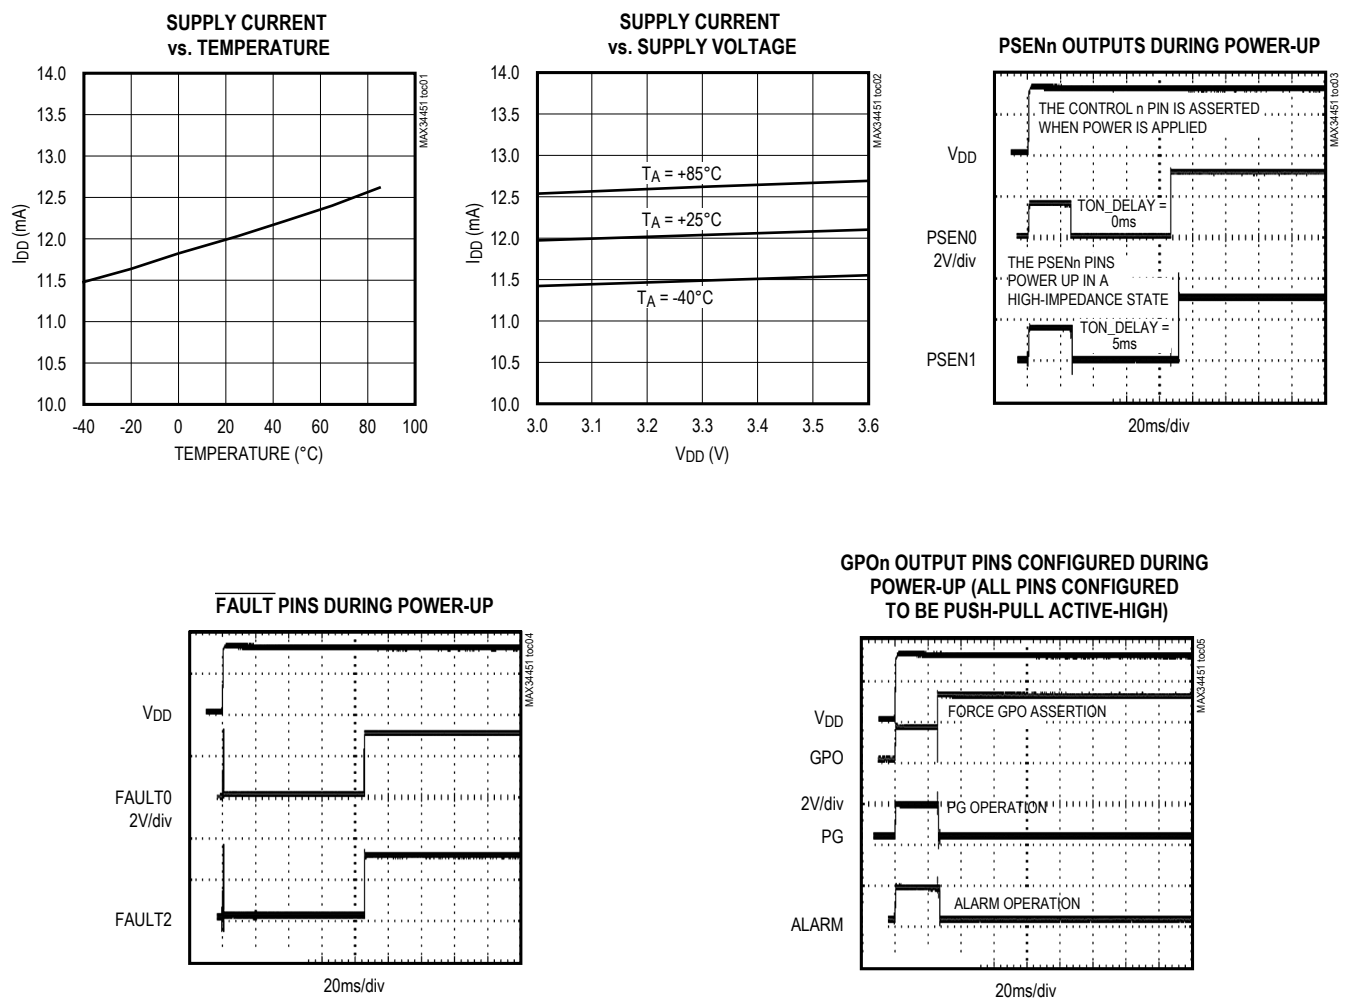 SUPPLY CURRENT
vs. TEMPERATURE
14.0
13.5
13.0
12.5
12.0
11.5
11.0
10.5
10.0
IDD (mA)
-40 -20 0 20 40 60 80 100
TEMPERATURE (°C)
MAX34451 toc01
SUPPLY CURRENT
vs. SUPPLY VOLTAGE
14.0
13.5
13.0
12.5
12.0
11.5
11.0
10.5
10.0
IDD (mA)
TA = +85°C
TA = +25°C
TA = -40°C
3.0 3.1 3.2 3.3 3.4 3.5 3.6
VDD (V)
MAX34451 toc02
PSENn OUTPUTS DURING POWER-UP
MAX34451 toc03
THE CONTROL n PIN IS ASSERTED
WHEN POWER IS APPLIED
VDD
TON_DELAY =
0ms
PSEN0
2V/div
THE PSENn PINS
POWER UP IN A
HIGH-IMPEDANCE STATE
TON_DELAY =
5ms
PSEN1
20ms/div
FAULT PINS DURING POWER-UP
MAX34451 toc04
VDD
FAULT0
2V/div
FAULT2
20ms/div
GPOn OUTPUT PINS CONFIGURED DURING
POWER-UP (ALL PINS CONFIGURED
TO BE PUSH-PULL ACTIVE-HIGH)
MAX34451 toc05
VDD
FORCE GPO ASSERTION
GPO
2V/div
PG OPERATION
PG
ALARM OPERATION
ALARM
20ms/div